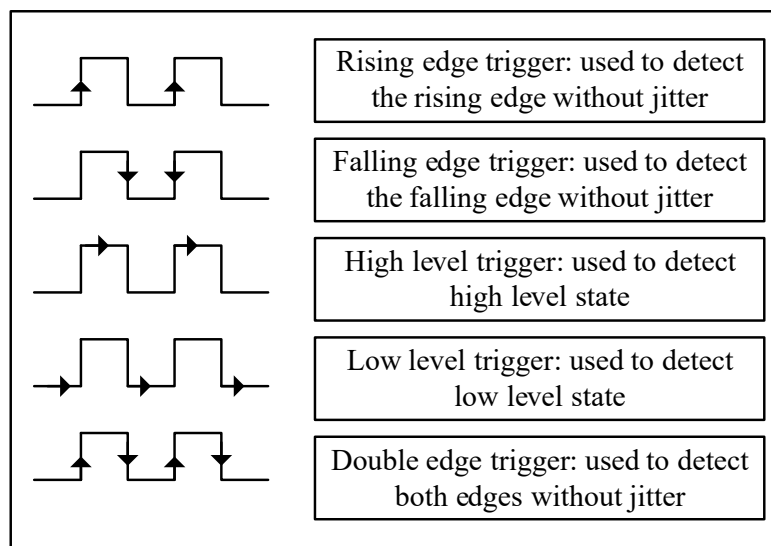 Rising edge trigger: used to detect
the rising edge without jitter
Falling edge trigger: used to detect
the falling edge without jitter
High level trigger: used to detect
high level state
Low level trigger: used to detect
low level state
Double edge trigger: used to detect
both edges without jitter